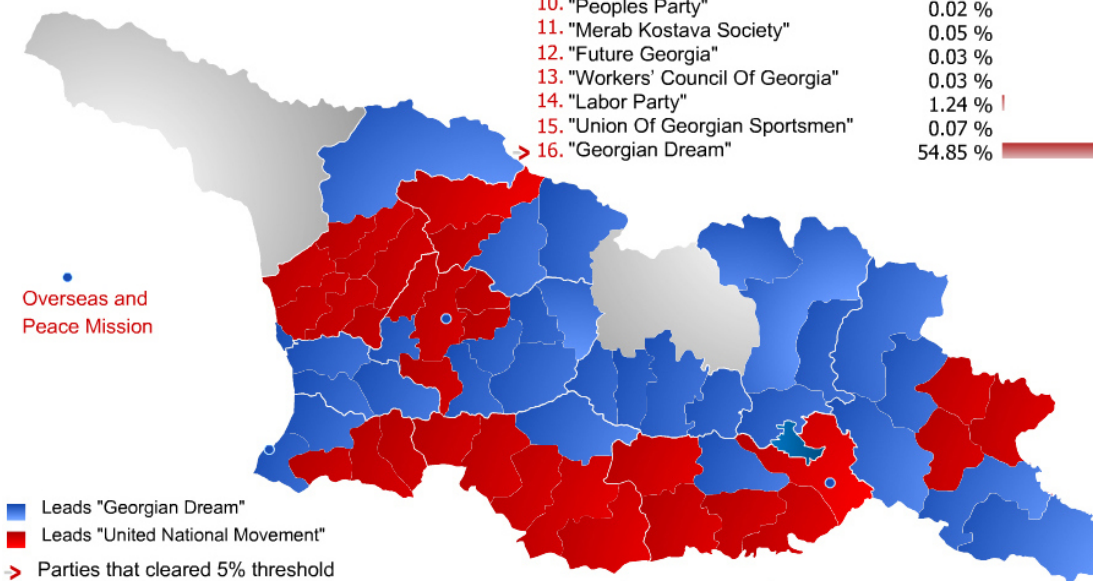 10. "Peoples Party" 0.02 %
11. "Merab Kostava Society" 0.05 %
12. "Future Georgia" 0.03 %
13. "Workers' Council Of Georgia" 0.03 %
14. "Labor Party" 1.24 %
15. "Union Of Georgian Sportsmen" 0.07 %
16. "Georgian Dream" 54.85 %
Overseas and
Peace Mission
Leads "Georgian Dream"
Leads "United National Movement"
Parties that cleared 5% threshold